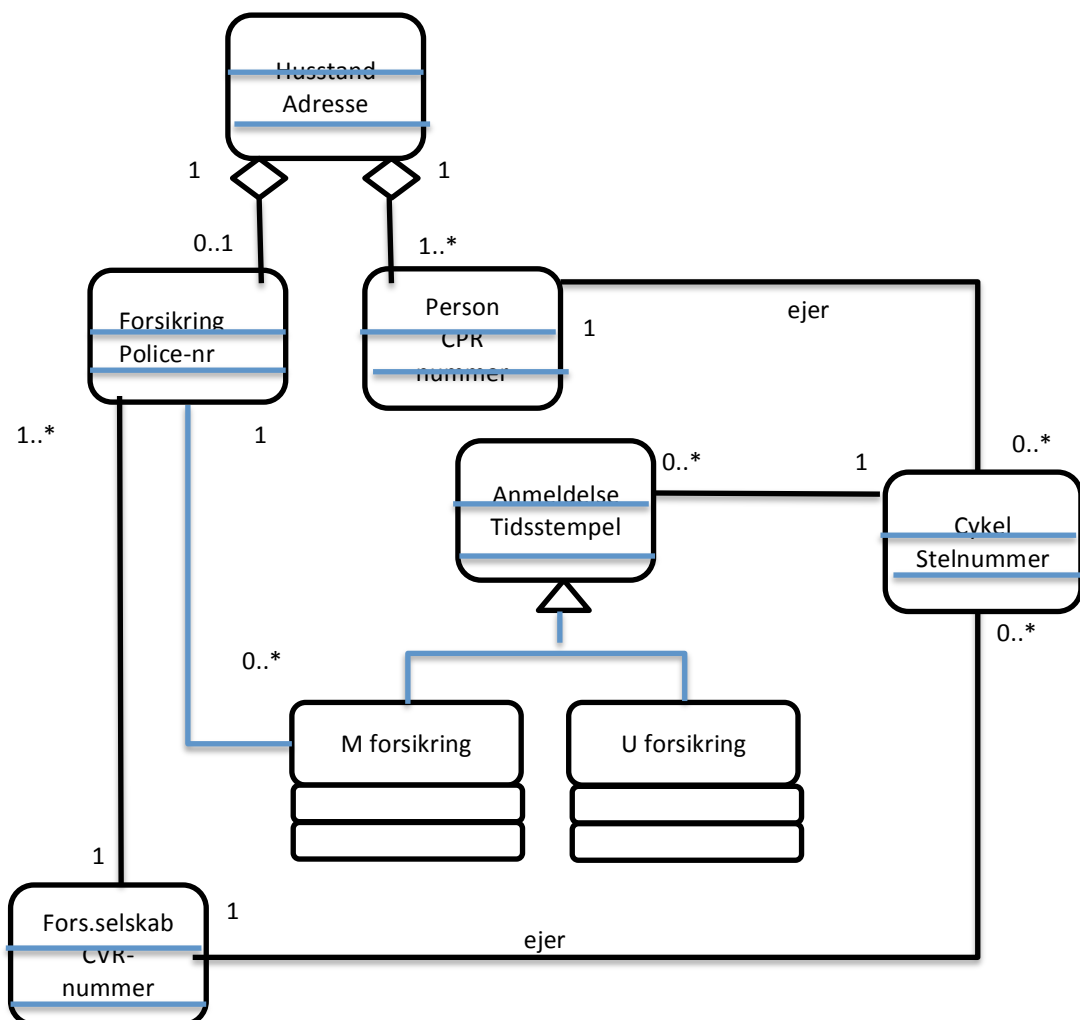 Husstand
Adresse
1
1
0..1
1..*
Forsikring
Police-nr
Person
CPR
nummer
1
ejer
1..*
1
0..*
1
0..*
Anmeldelse
Tidsstempel
Cykel
Stelnummer
0..*
0..*
M forsikring
U forsikring
1
1
Fors.selskab
CVR-
nummer
ejer